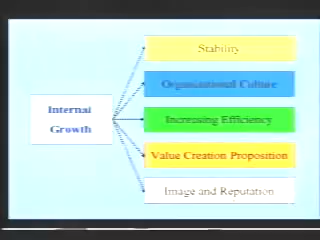 Internal
Growth
Stability
Organizational Culture
Increasing Efficiency
Value Creation Proposition
Image and Reputation